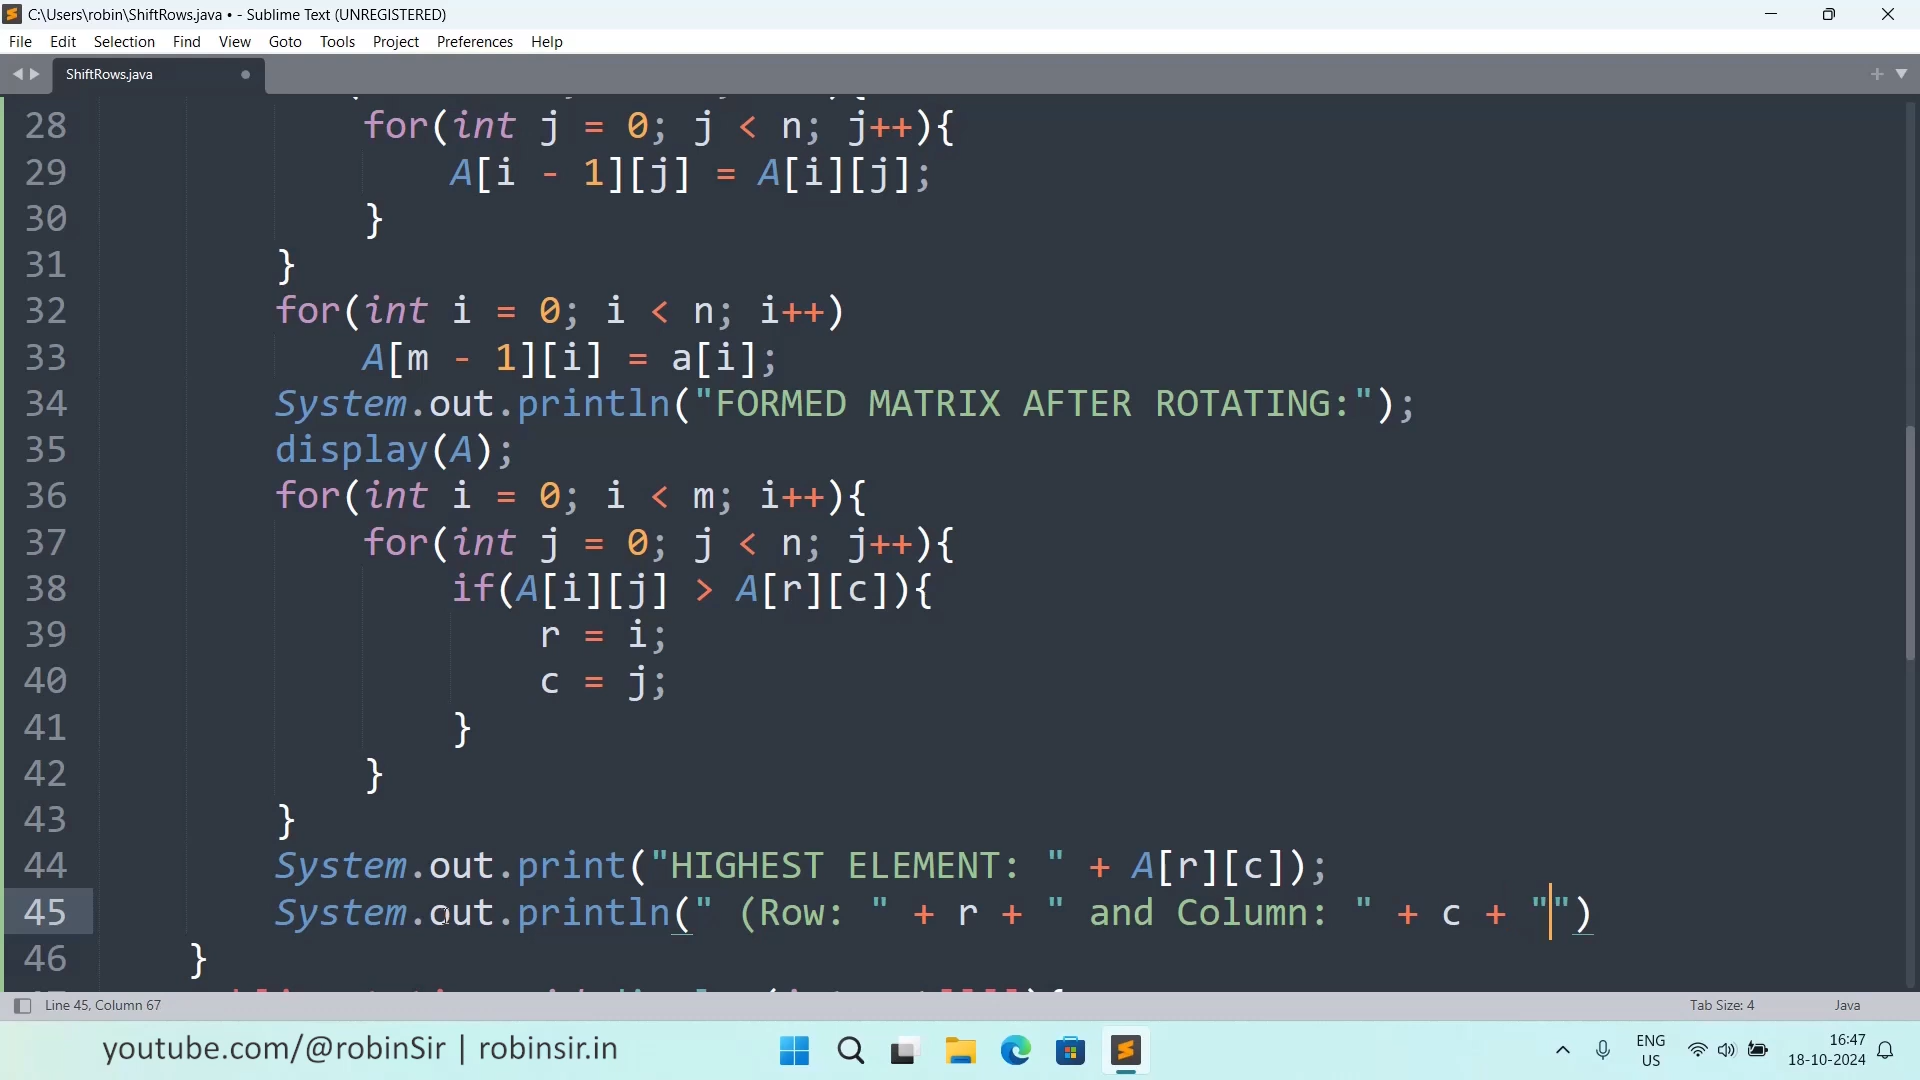 C:\Users\robin\ShiftRows.java • - Sublime Text (UNREGISTERED)
File Edit Selection Find View Goto Tools Project Preferences Help
ShiftRows.java
28 for(int j = 0; j < n; j++){
29 A[i - 1][j] = A[i][j];
30 }
31 }
32 for(int i = 0; i < n; i++)
33 A[m - 1][i] = a[i];
34 System.out.println("FORMED MATRIX AFTER ROTATING:");
35 display(A);
36 for(int i = 0; i < m; i++){
37 for(int j = 0; j < n; j++){
38 if(A[i][j] > A[r][c]){
39 r = i;
40 c = j;
41 }
42 }
43 }
44 System.out.print("HIGHEST ELEMENT: " + A[r][c]);
45 System.out.println(" (Row: " + r + " and Column: " + c + "")
46 }
Line 45, Column 67
Tab Size: 4
Java
youtube.com/@robinSir | robinsir.in
ENG
US
16:47
18-10-2024